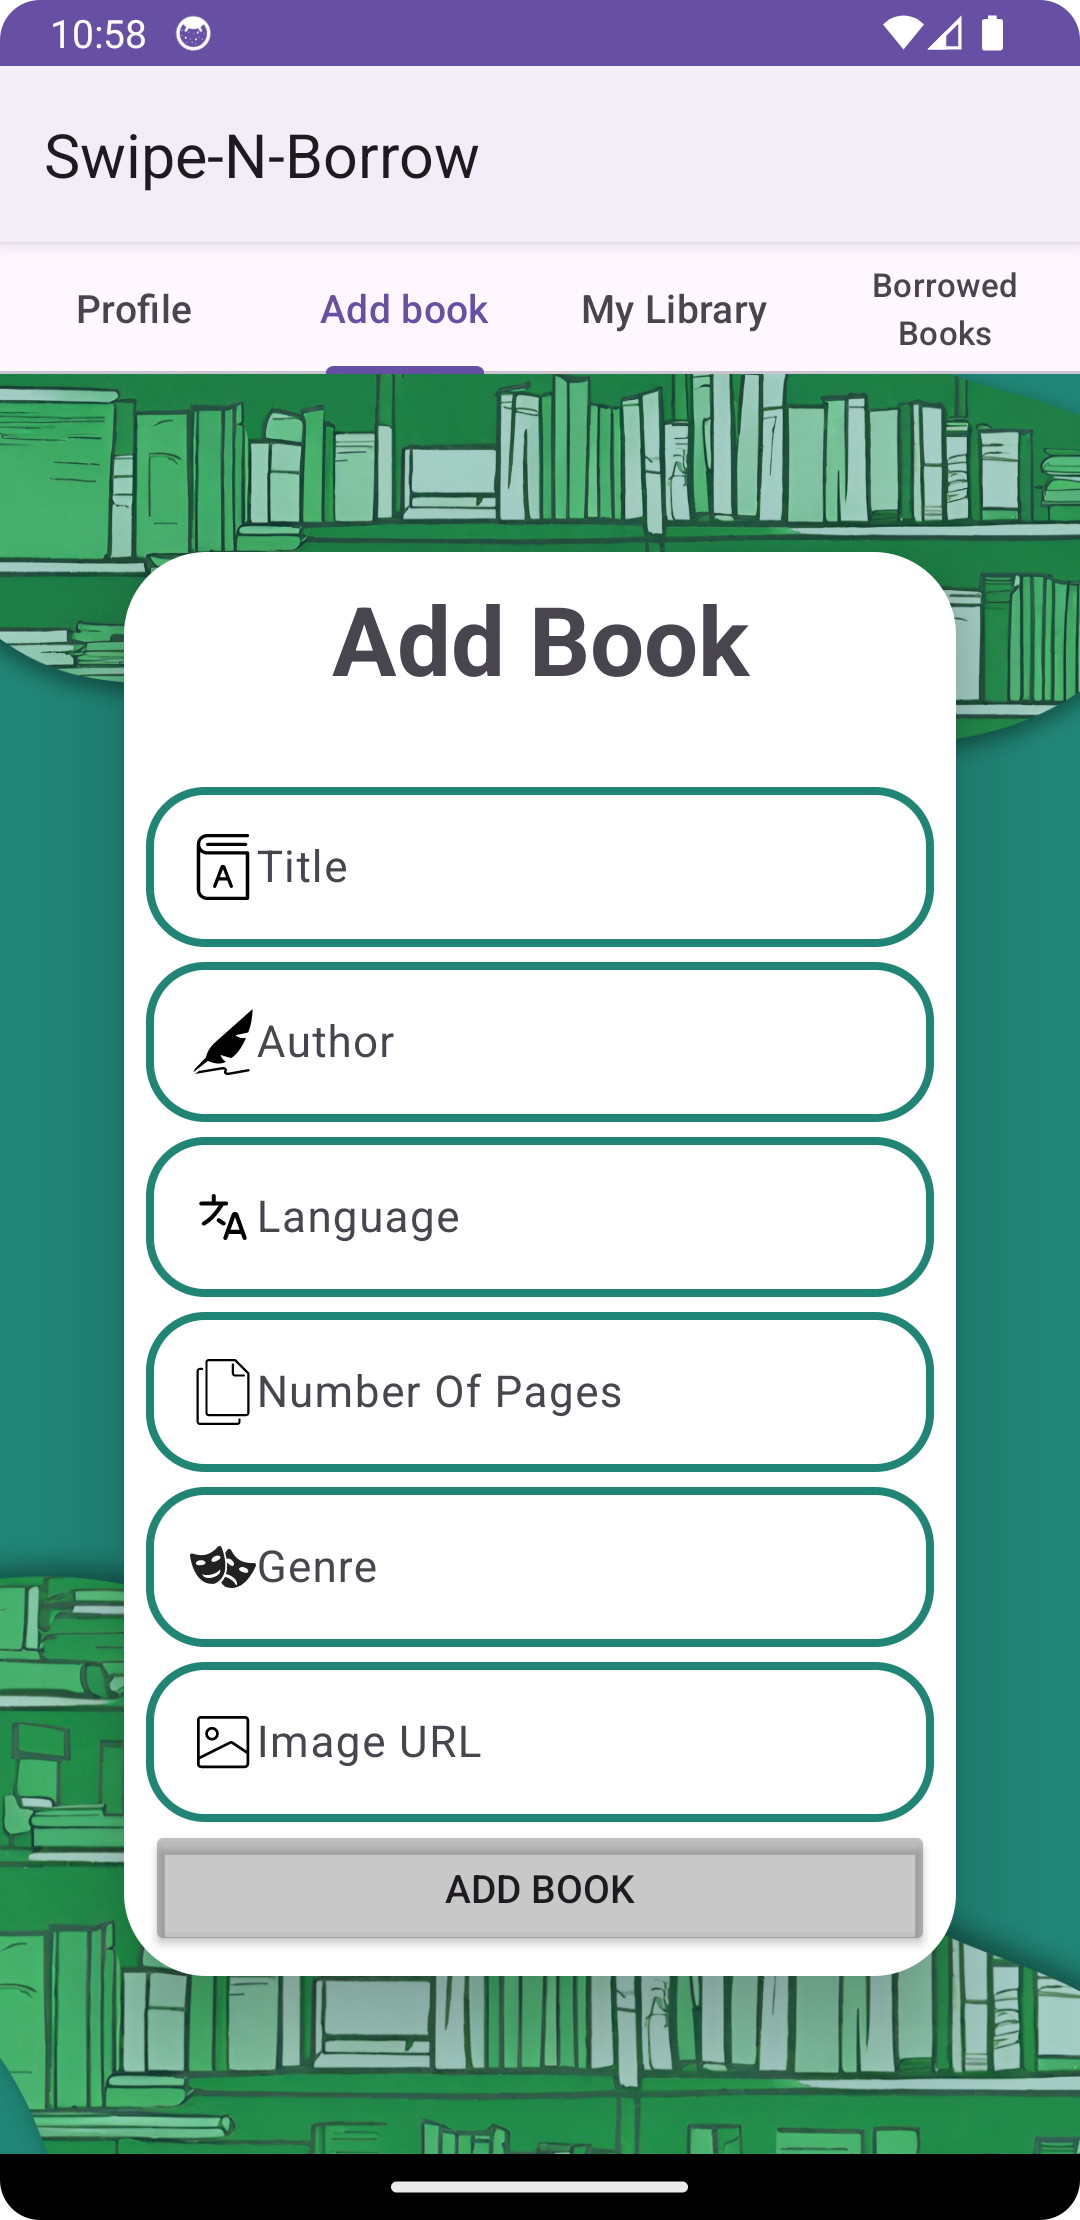 10:58
Swipe-N-Borrow
Profile
Add book
My Library
Borrowed
Books
Add Book
Title
Author
Language
Number Of Pages
Genre
Image URL
ADD BOOK